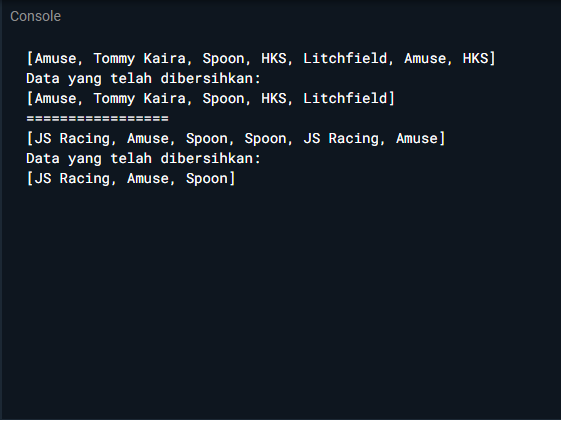 Console
[Amuse, Tommy Kaira, Spoon, HKS, Litchfield, Amuse, HKS]
Data yang telah dibersihkan:
[Amuse, Tommy Kaira, Spoon, HKS, Litchfield]
=================
[JS Racing, Amuse, Spoon, Spoon, JS Racing, Amuse]
Data yang telah dibersihkan:
[JS Racing, Amuse, Spoon]